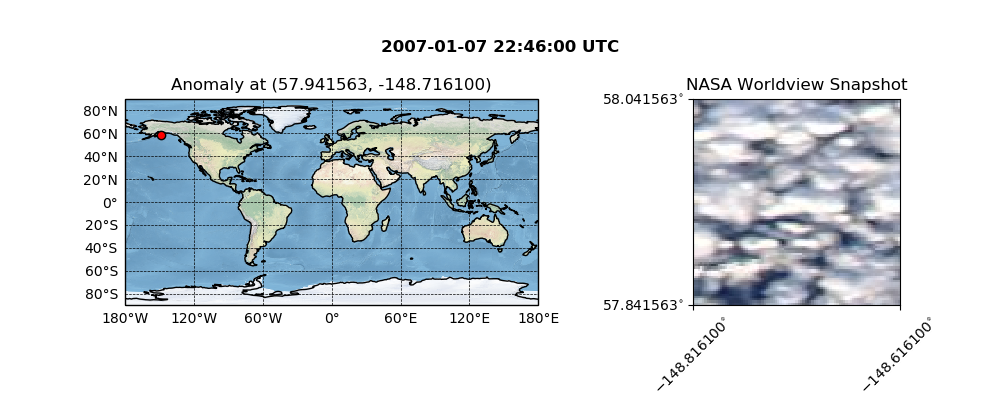 2007-01-07 22:46:00 UTC
Anomaly at (57.941563, -148.716100)
80°N
60°N
40°N
20°N
0°
20°S
40°S
60°S
80°S
180°W 120°W 60°W 0° 60°E 120°E 180°E
NASA Worldview Snapshot
58.041563°
57.841563°
−148.816100°
−148.616100°